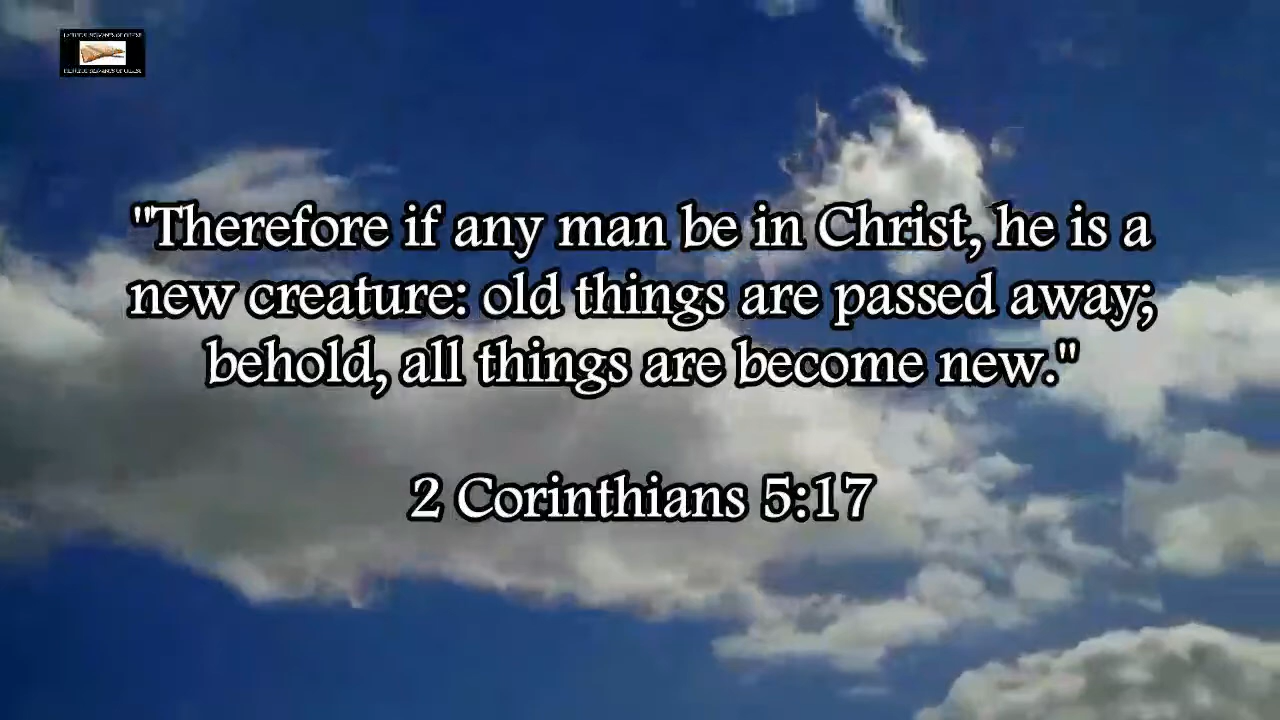 "Therefore if any man be in Christ, he is a
new creature: old things are passed away;
behold, all things are become new."
2 Corinthians 5:17